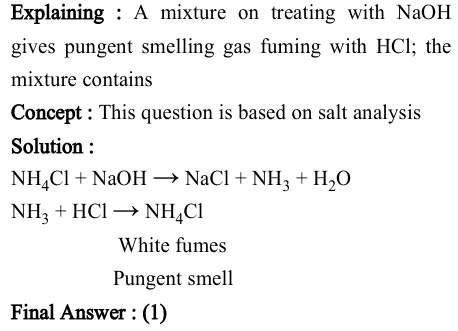 Explaining : A mixture on treating with NaOH
gives pungent smelling gas fuming with HCl; the
mixture contains
Concept : This question is based on salt analysis
Solution :
NH₄Cl + NaOH → NaCl + NH₃ + H₂O
NH₃ + HCl → NH₄Cl
White fumes
Pungent smell
Final Answer : (1)